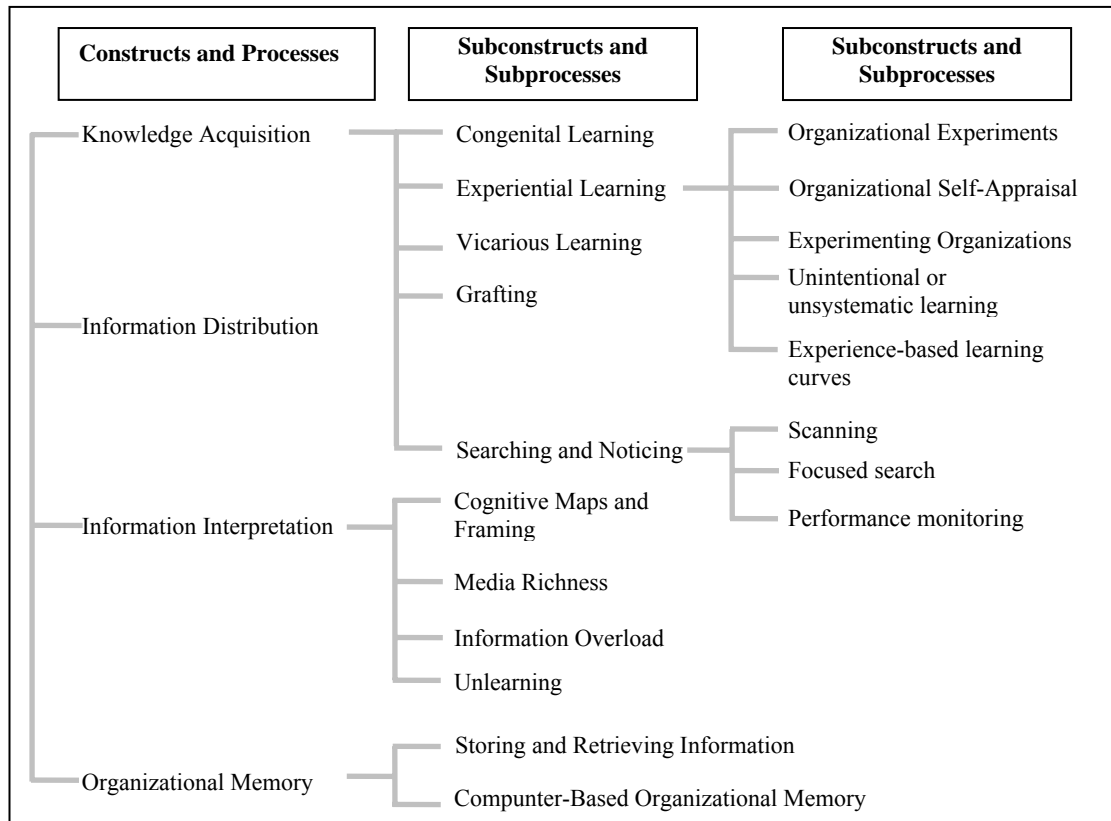 Constructs and Processes
Subconstructs and
Subprocesses
Subconstructs and
Subprocesses
Knowledge Acquisition
Information Distribution
Information Interpretation
Organizational Memory
Congenital Learning
Experiential Learning
Vicarious Learning
Grafting
Searching and Noticing
Cognitive Maps and
Framing
Media Richness
Information Overload
Unlearning
Storing and Retrieving Information
Compunter-Based Organizational Memory
Organizational Experiments
Organizational Self-Appraisal
Experimenting Organizations
Unintentional or
unsystematic learning
Experience-based learning
curves
Scanning
Focused search
Performance monitoring